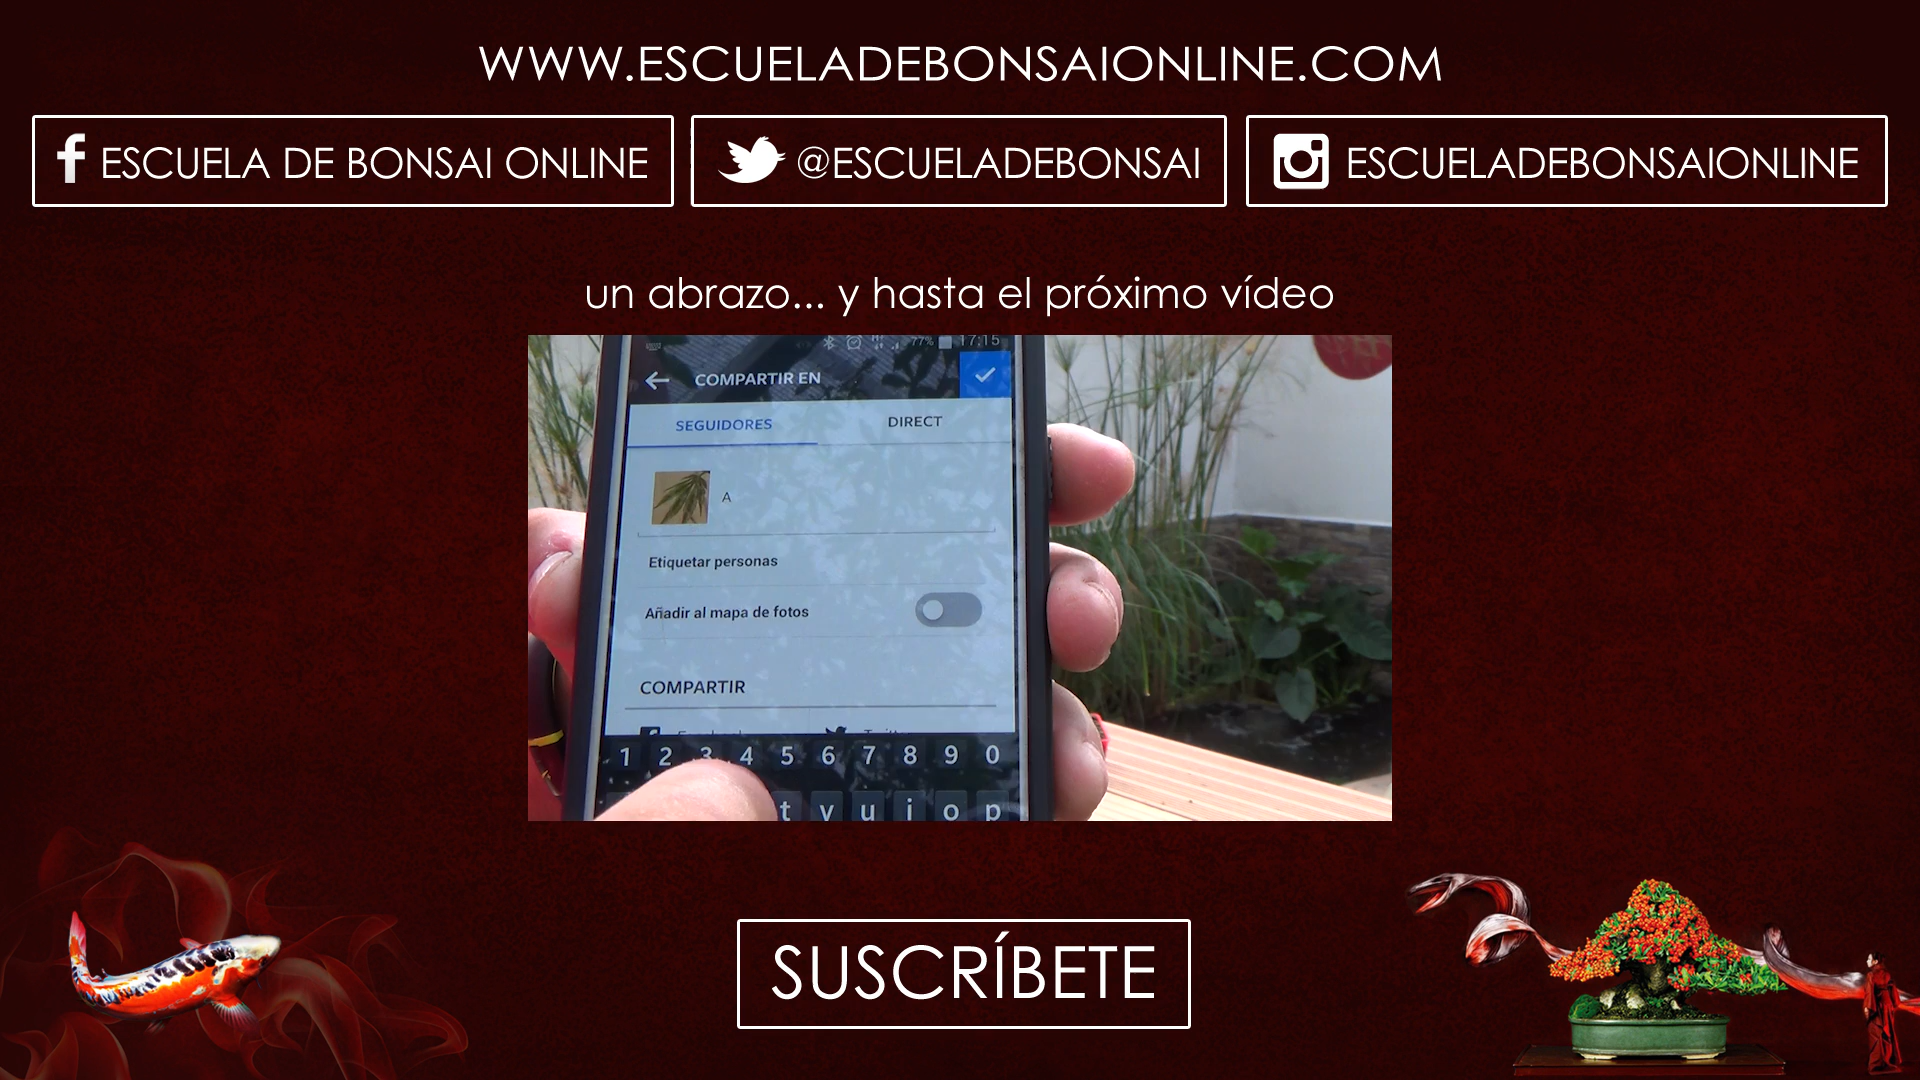 WWW.ESCUELADEBONSAIONLINE.COM
f ESCUELA DE BONSAI ONLINE
@ESCUELADEBONSAI
ESCUELADEBONSAIONLINE
un abrazo... y hasta el próximo vídeo
77% 17:15
COMPARTIR EN
SEGUIDORES DIRECT
A
Etiquetar personas
Añadir al mapa de fotos
COMPARTIR
1 2 3 4 5 6 7 8 9 0
t y u i o p
SUSCRÍBETE